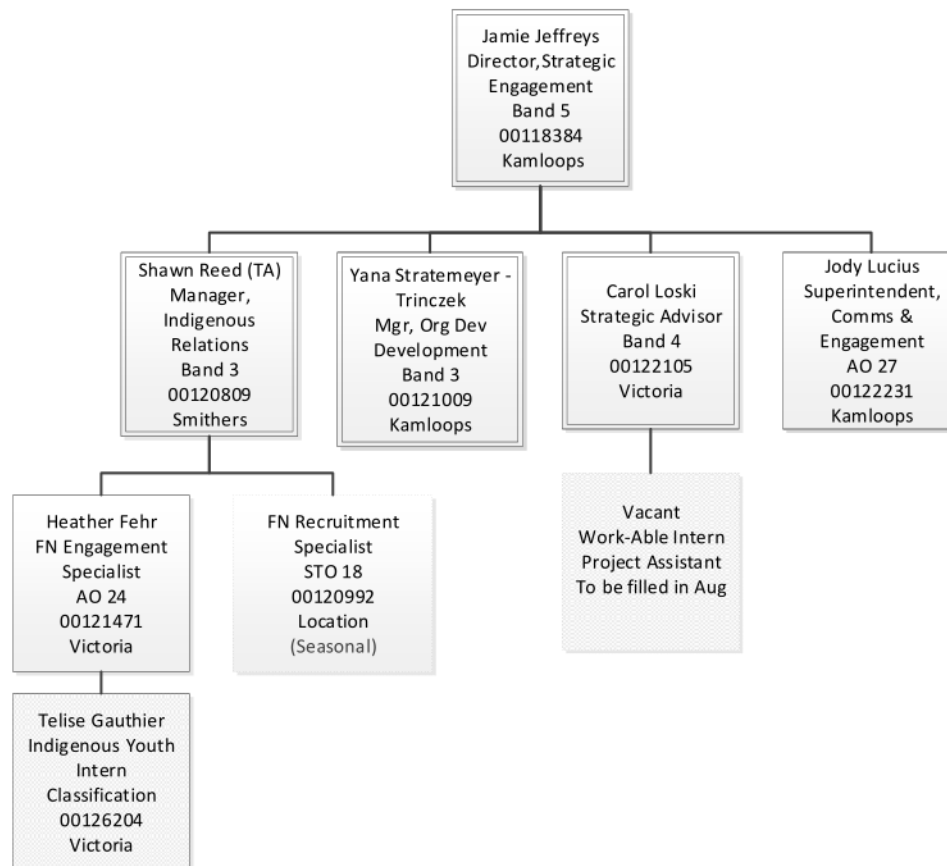 Jamie Jeffreys
Director,Strategic
Engagement
Band 5
00118384
Kamloops
Shawn Reed (TA)
Manager,
Indigenous
Relations
Band 3
00120809
Smithers
Yana Stratemeyer -
Trinczek
Mgr, Org Dev
Development
Band 3
00121009
Kamloops
Carol Loski
Strategic Advisor
Band 4
00122105
Victoria
Jody Lucius
Superintendent,
Comms &
Engagement
AO 27
00122231
Kamloops
Heather Fehr
FN Engagement
Specialist
AO 24
00121471
Victoria
FN Recruitment
Specialist
STO 18
00120992
Location
(Seasonal)
Vacant
Work-Able Intern
Project Assistant
To be filled in Aug
Telise Gauthier
Indigenous Youth
Intern
Classification
00126204
Victoria